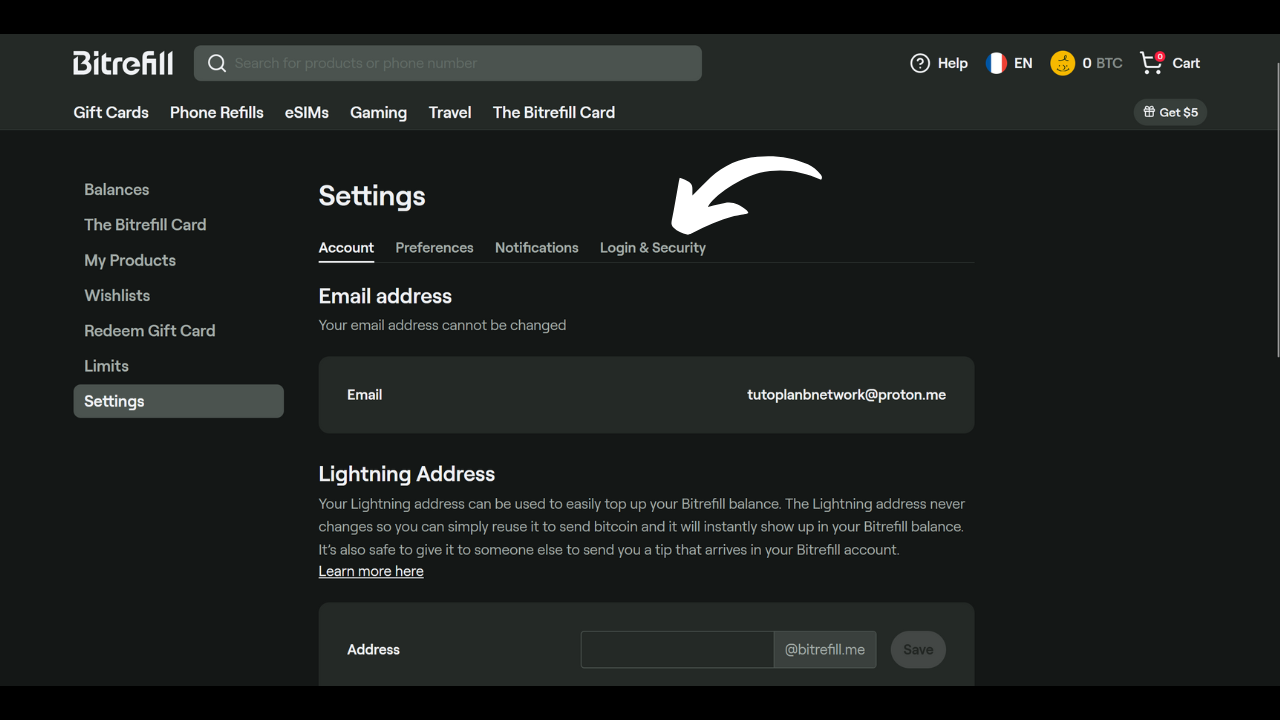 Bitrefill
Search for products or phone number
Help
EN
0 BTC
0
Cart
Gift Cards
Phone Refills
eSIMs
Gaming
Travel
The Bitrefill Card
Get $5
Balances
The Bitrefill Card
My Products
Wishlists
Redeem Gift Card
Limits
Settings
Settings
Account
Preferences
Notifications
Login & Security
Email address
Your email address cannot be changed
Email
tutoplanbnetwork@proton.me
Lightning Address
Your Lightning address can be used to easily top up your Bitrefill balance. The Lightning address never
changes so you can simply reuse it to send bitcoin and it will instantly show up in your Bitrefill balance.
It’s also safe to give it to someone else to send you a tip that arrives in your Bitrefill account.
Learn more here
Address
@bitrefill.me
Save